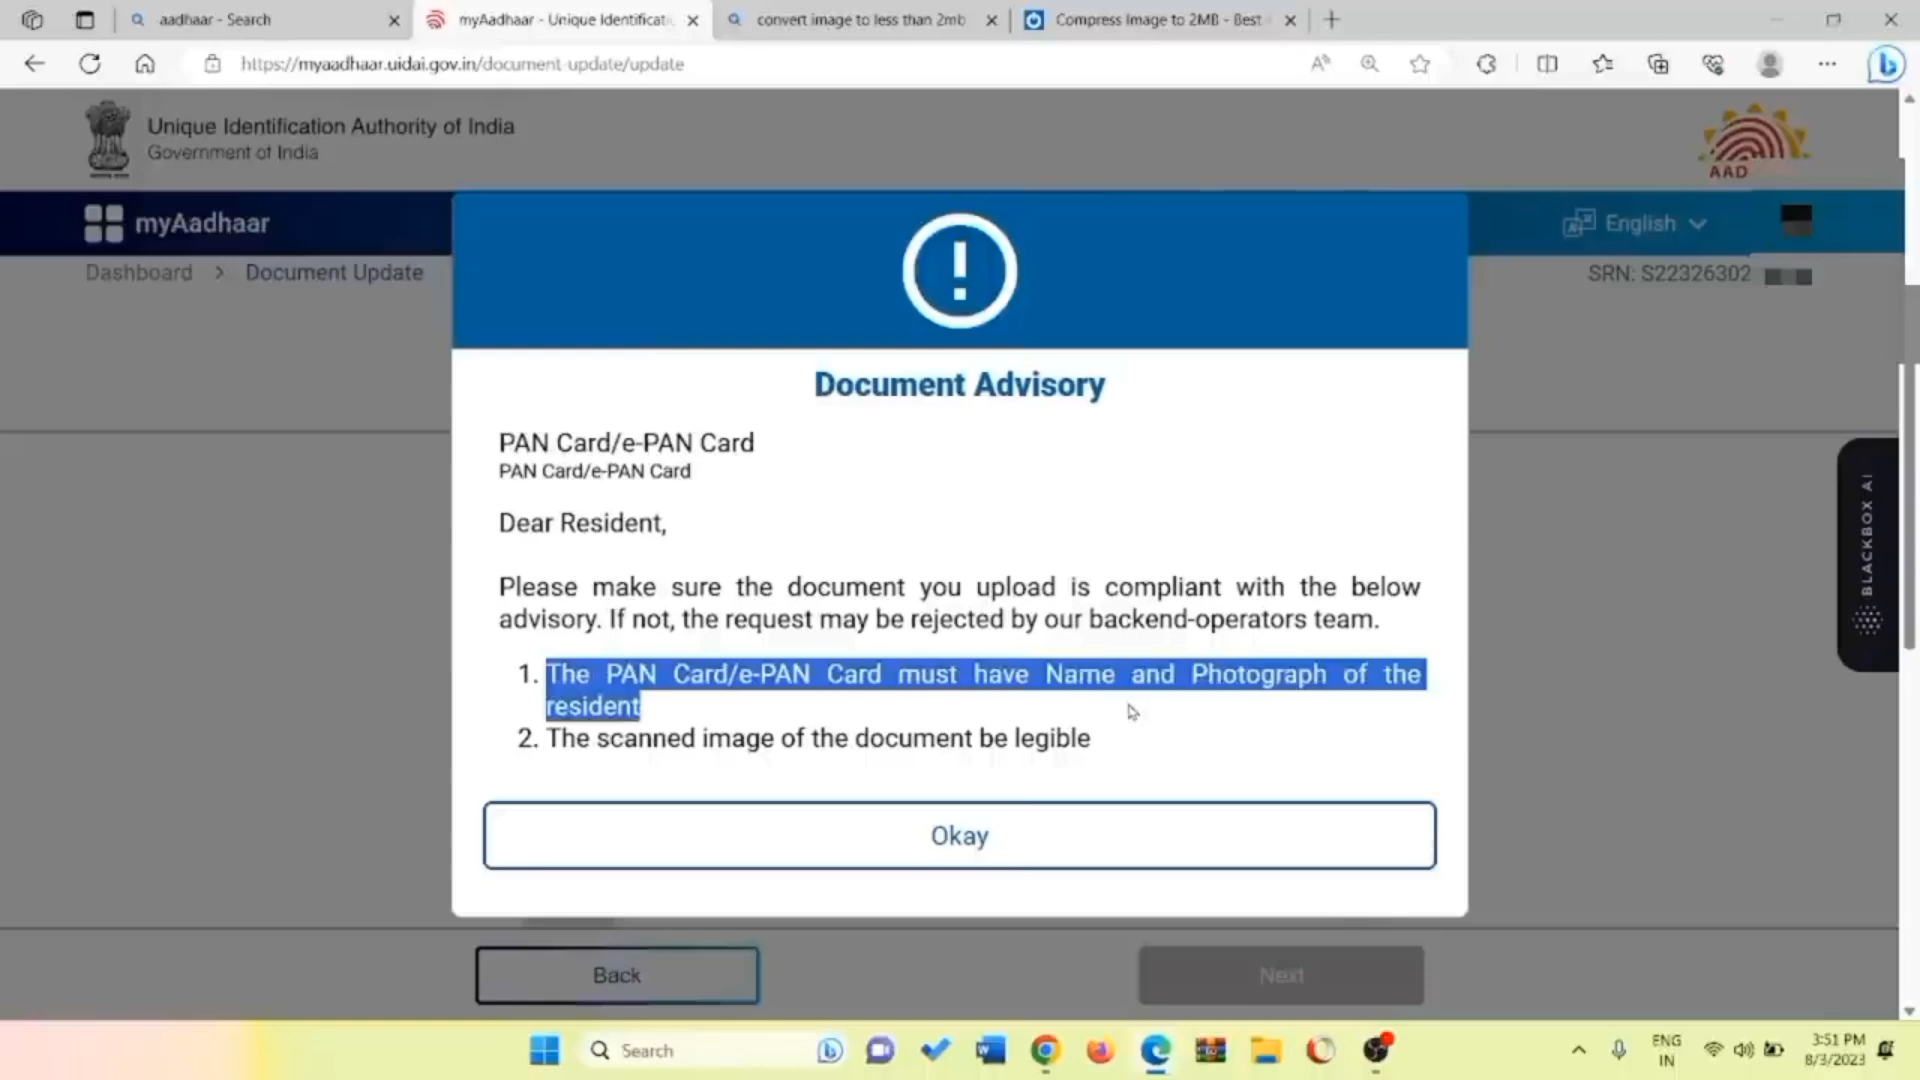 aadhaar - Search
myAadhaar - Unique Identificati
convert image to less than 2mb
Compress Image to 2MB - Best
https://myaadhaar.uidai.gov.in/document-update/update
Unique Identification Authority of India
Government of India
AAD
myAadhaar
English
Dashboard > Document Update
SRN: S22326302
Document Advisory
PAN Card/e-PAN Card
PAN Card/e-PAN Card
Dear Resident,
Please make sure the document you upload is compliant with the below
advisory. If not, the request may be rejected by our backend-operators team.
1. The PAN Card/e-PAN Card must have Name and Photograph of the
resident
2. The scanned image of the document be legible
Okay
BLACKBOX AI
Back
Next
Search
ENG
IN
3:51 PM
8/3/2023